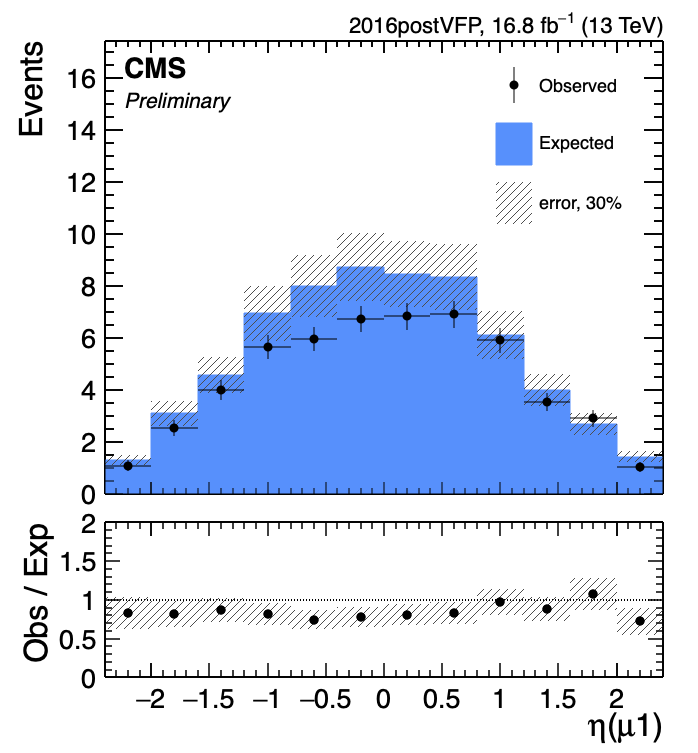 2016postVFP, 16.8 fb⁻¹ (13 TeV)
Events
16
14
12
10
8
6
4
2
0
CMS
Preliminary
Observed
Expected
error, 30%
Obs / Exp
2
1.5
1
0.5
0
−2 −1.5 −1 −0.5 0 0.5 1 1.5 2
η(μ1)